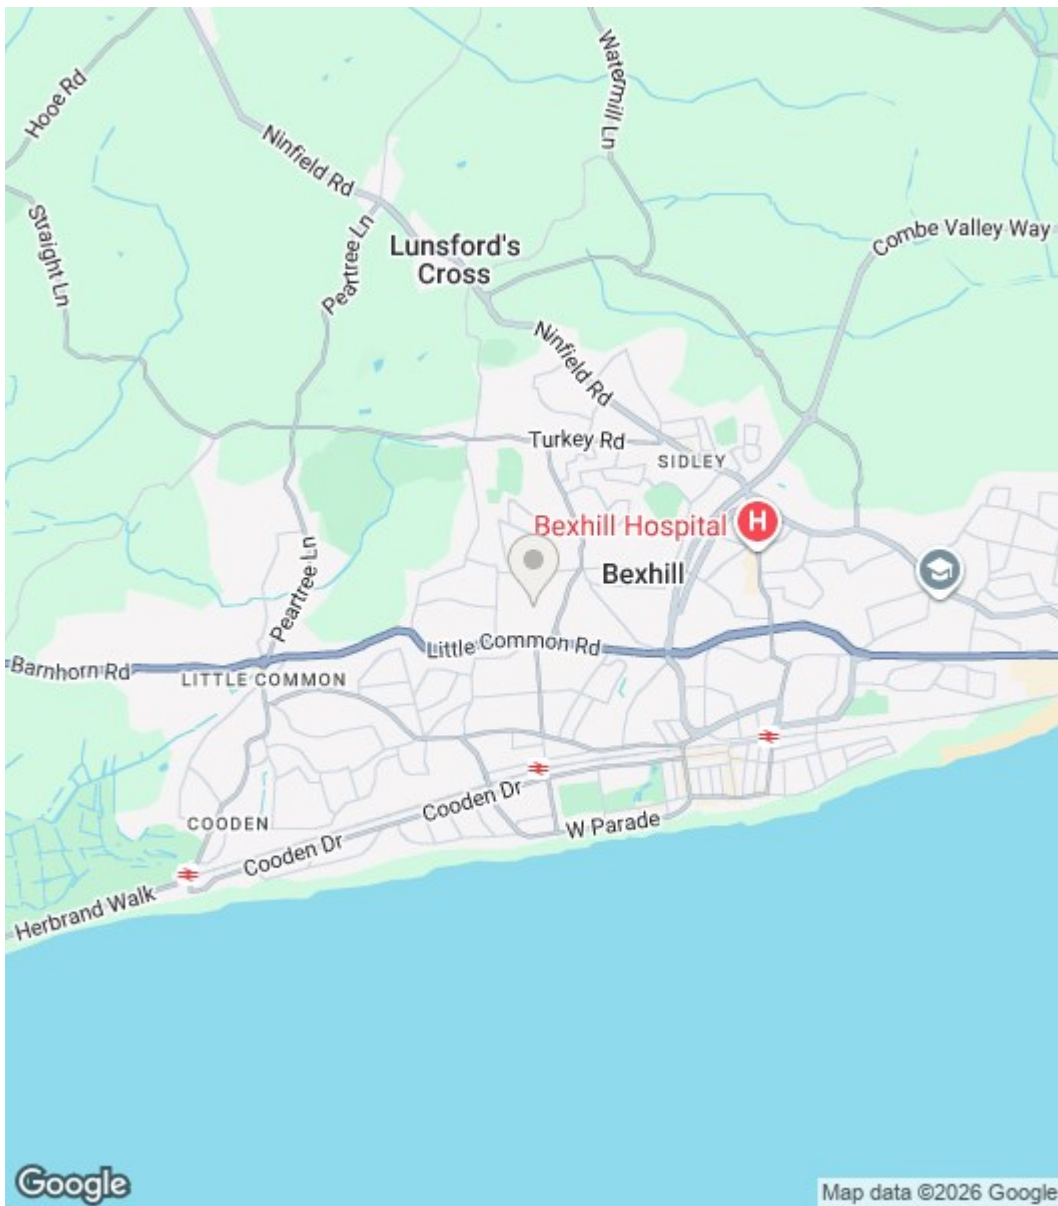 Hooe Rd
Watermill Ln
Ninfield Rd
Straight Ln
Peartree Ln
Lunsford's
Cross
Combe Valley Way
Ninfield Rd
Turkey Rd
SIDLEY
Bexhill Hospital
H
Bexhill
Peartree Ln
Little Common Rd
Barnhorn Rd
LITTLE COMMON
Cooden Dr
COODEN
W Parade
Cooden Dr
Herbrand Walk
Google
Map data ©2026 Google